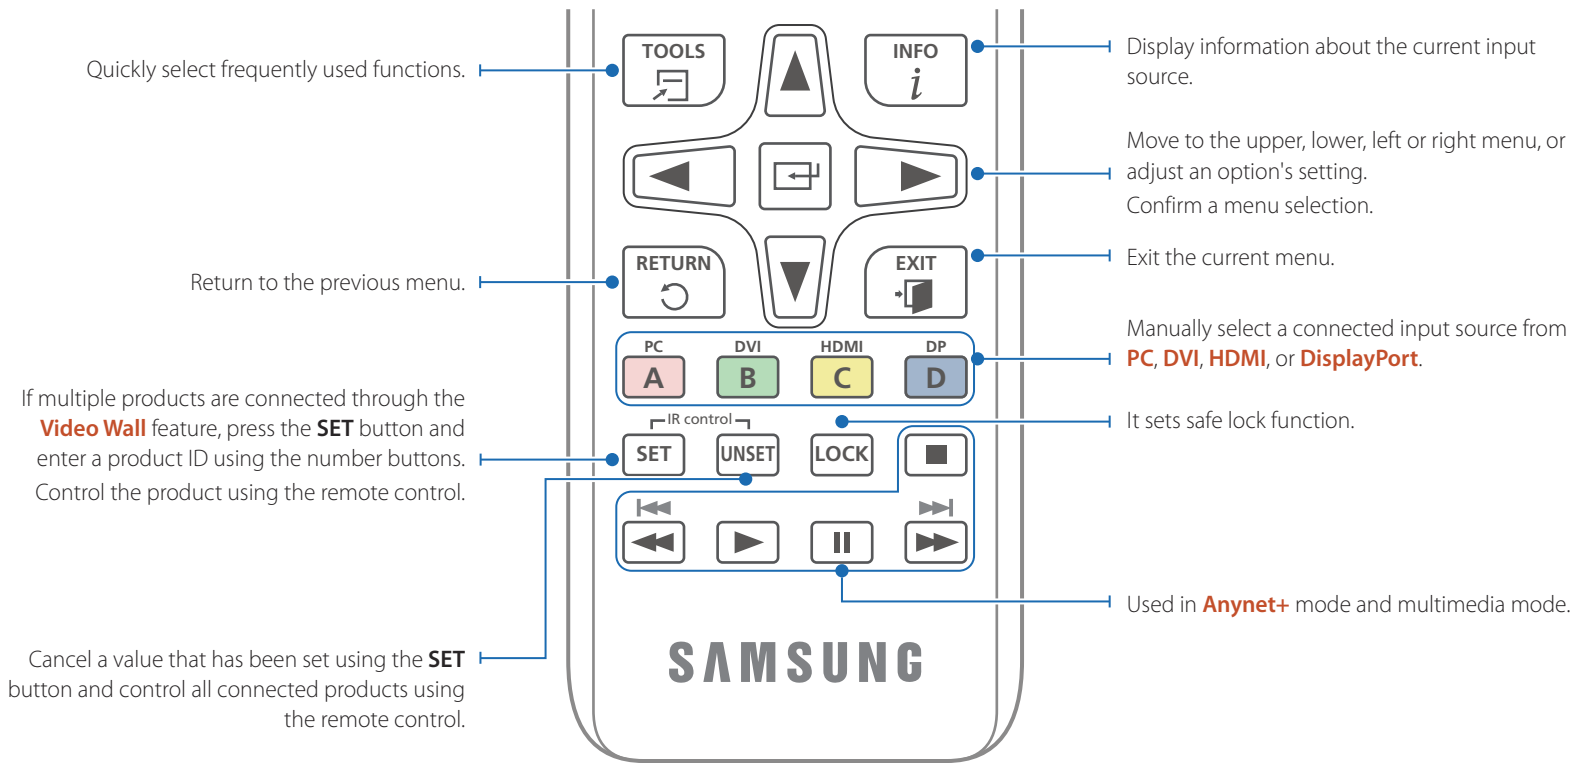 Quickly select frequently used functions.
TOOLS
INFO
i
Display information about the current input
source.
Move to the upper, lower, left or right menu, or
adjust an option's setting.
Confirm a menu selection.
Return to the previous menu.
RETURN
EXIT
Exit the current menu.
PC
DVI
HDMI
DP
A
B
C
D
Manually select a connected input source from
PC, DVI, HDMI, or DisplayPort.
If multiple products are connected through the
Video Wall feature, press the SET button and
enter a product ID using the number buttons.
Control the product using the remote control.
IR control
SET
UNSET
LOCK
It sets safe lock function.
Used in Anynet+ mode and multimedia mode.
Cancel a value that has been set using the SET
button and control all connected products using
the remote control.
SAMSUNG